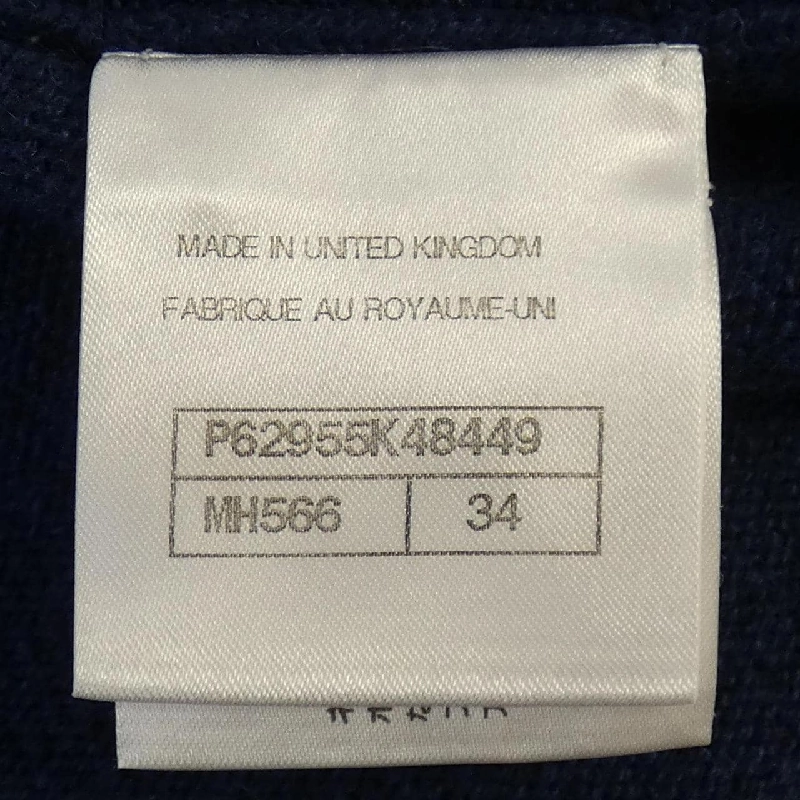 MADE IN UNITED KINGDOM
FABRIQUE AU ROYAUME-UNI
P62955K48449
MH566 34